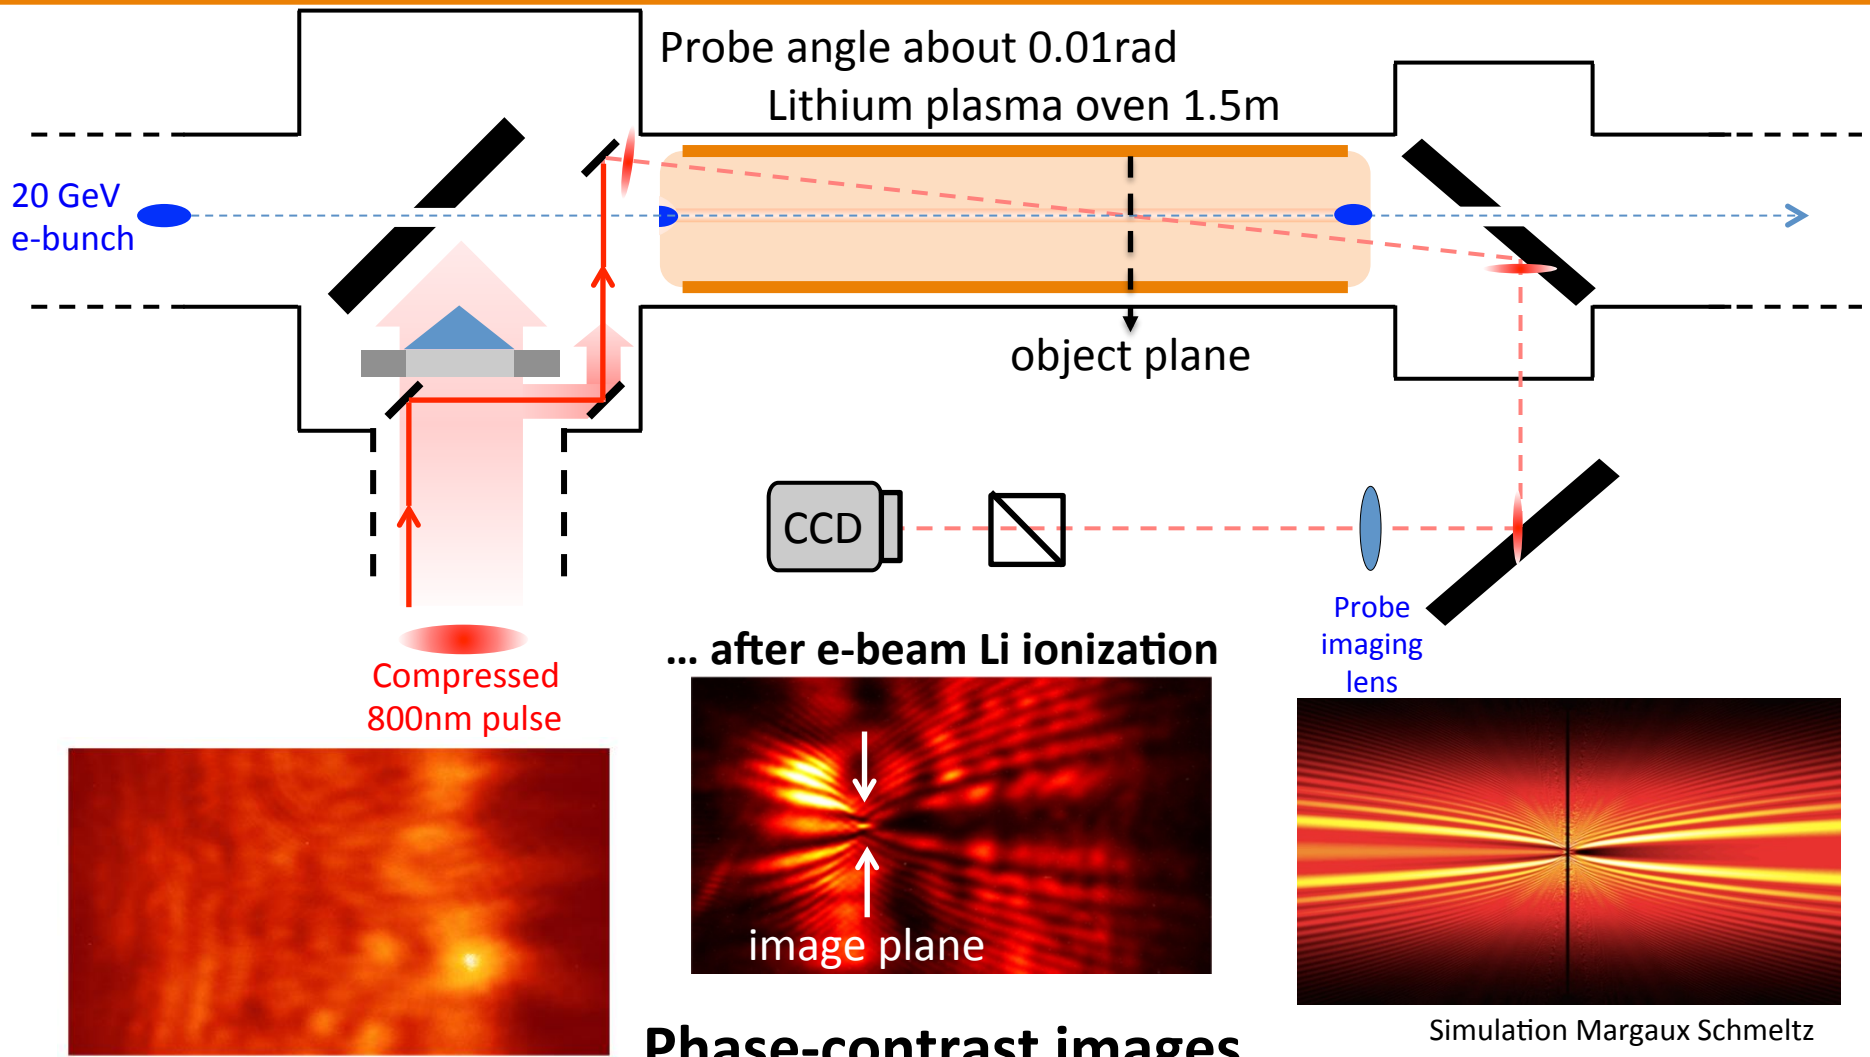 Probe angle about 0.01rad
Lithium plasma oven 1.5m
20 GeV
e-bunch
object plane
CCD
Probe
imaging
lens
... after e-beam Li ionization
Compressed
800nm pulse
image plane
Simulation Margaux Schmeltz
Phase-contrast images